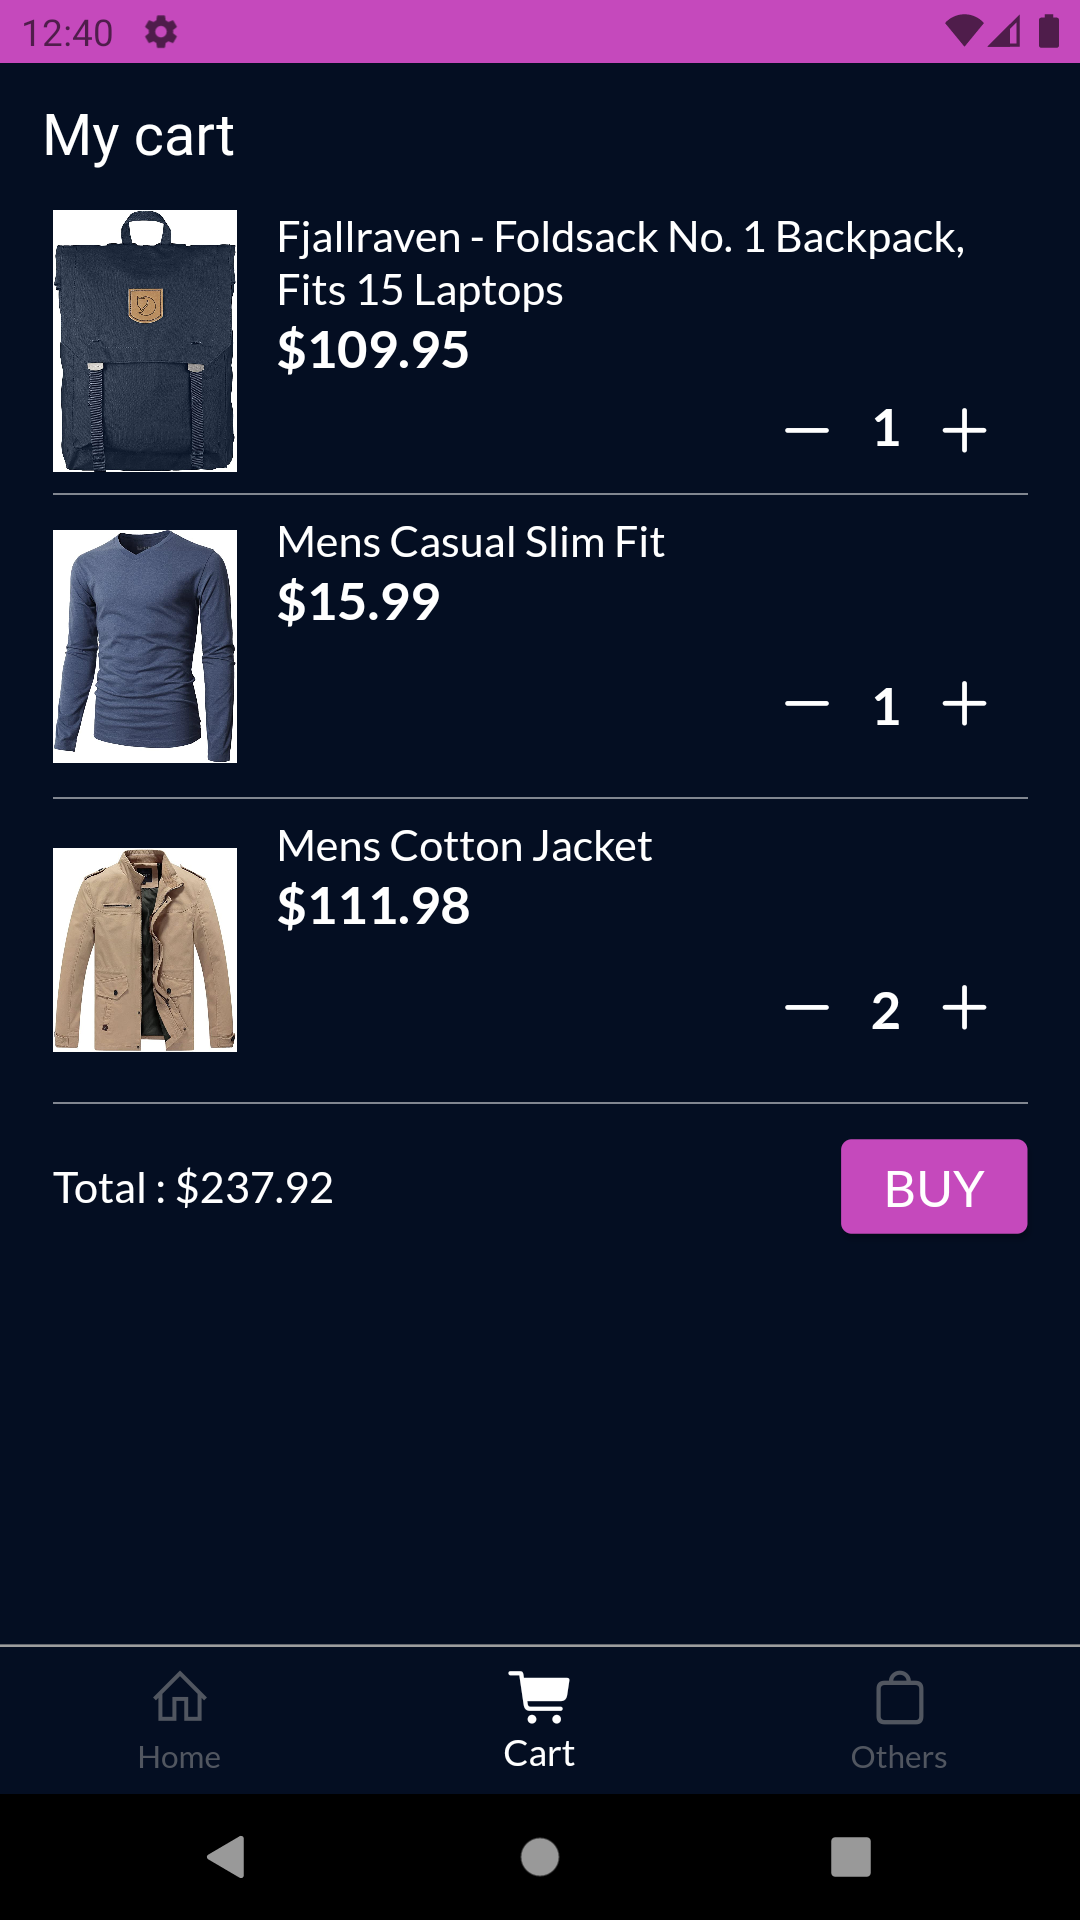 12:40
My cart
Fjallraven - Foldsack No. 1 Backpack,
Fits 15 Laptops
$109.95
1
Mens Casual Slim Fit
$15.99
1
Mens Cotton Jacket
$111.98
2
Total : $237.92
BUY
Home
Cart
Others